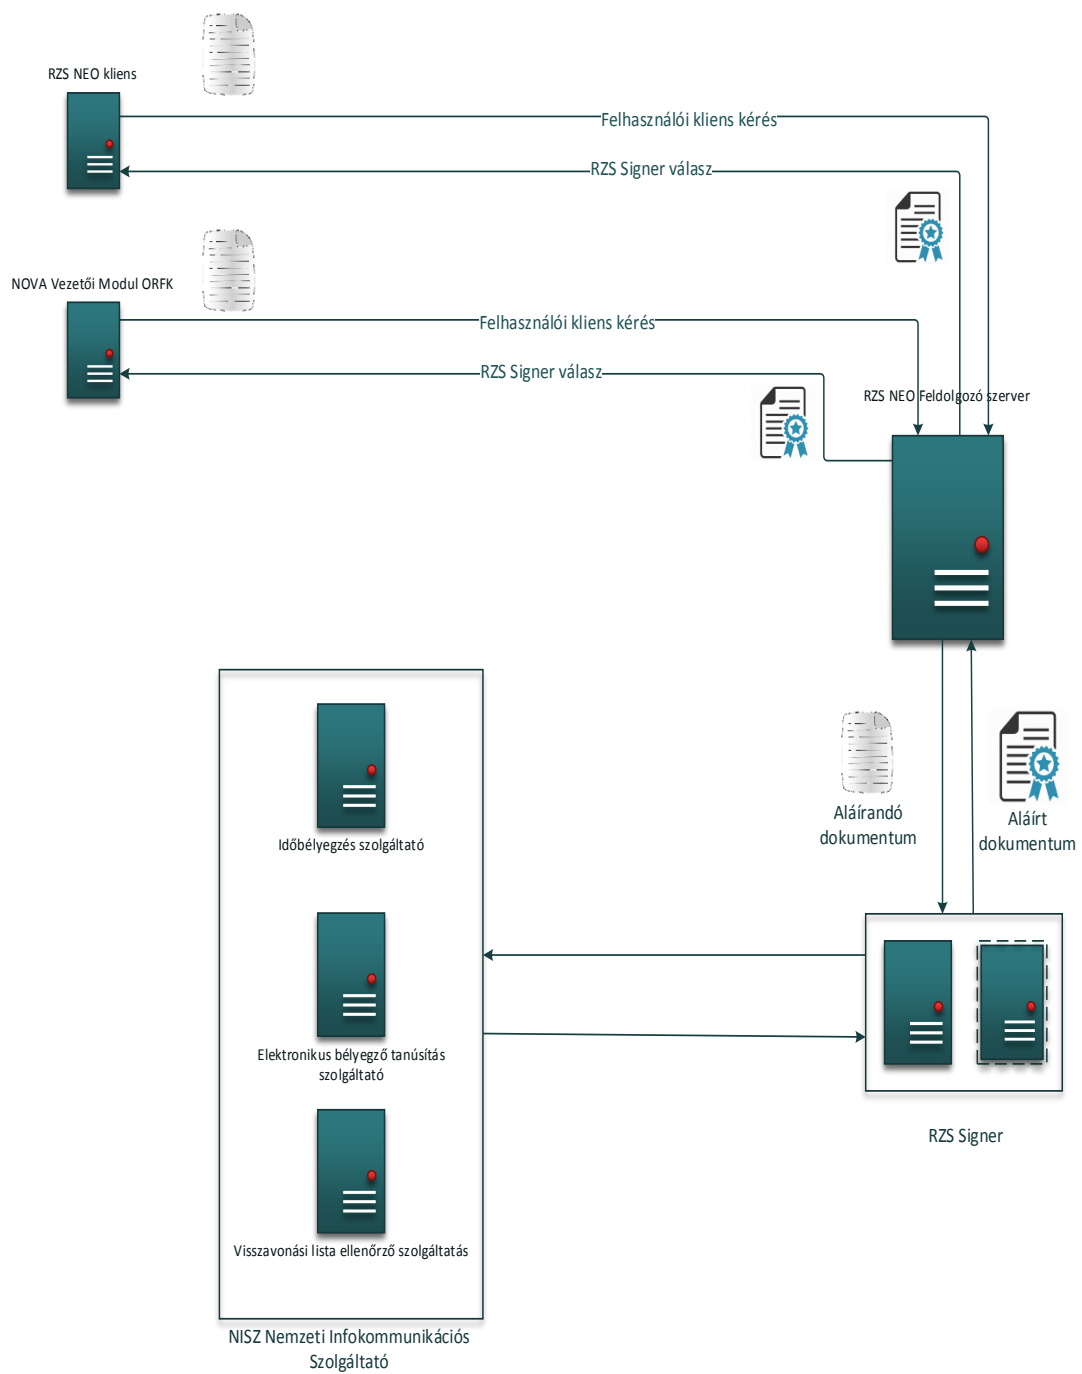 RZS NEO kliens
Felhasználói kliens kérés
RZS Signer válasz
NOVA Vezetői Modul ORFK
Felhasználói kliens kérés
RZS Signer válasz
RZS NEO Feldolgozó szerver
Aláírandó
dokumentum
Aláírt
dokumentum
Időbélyegzés szolgáltató
Elektronikus bélyegző tanúsítás
szolgáltató
RZS Signer
Visszavonási lista ellenőrző szolgáltatás
NISZ Nemzeti Infokommunikációs
Szolgáltató